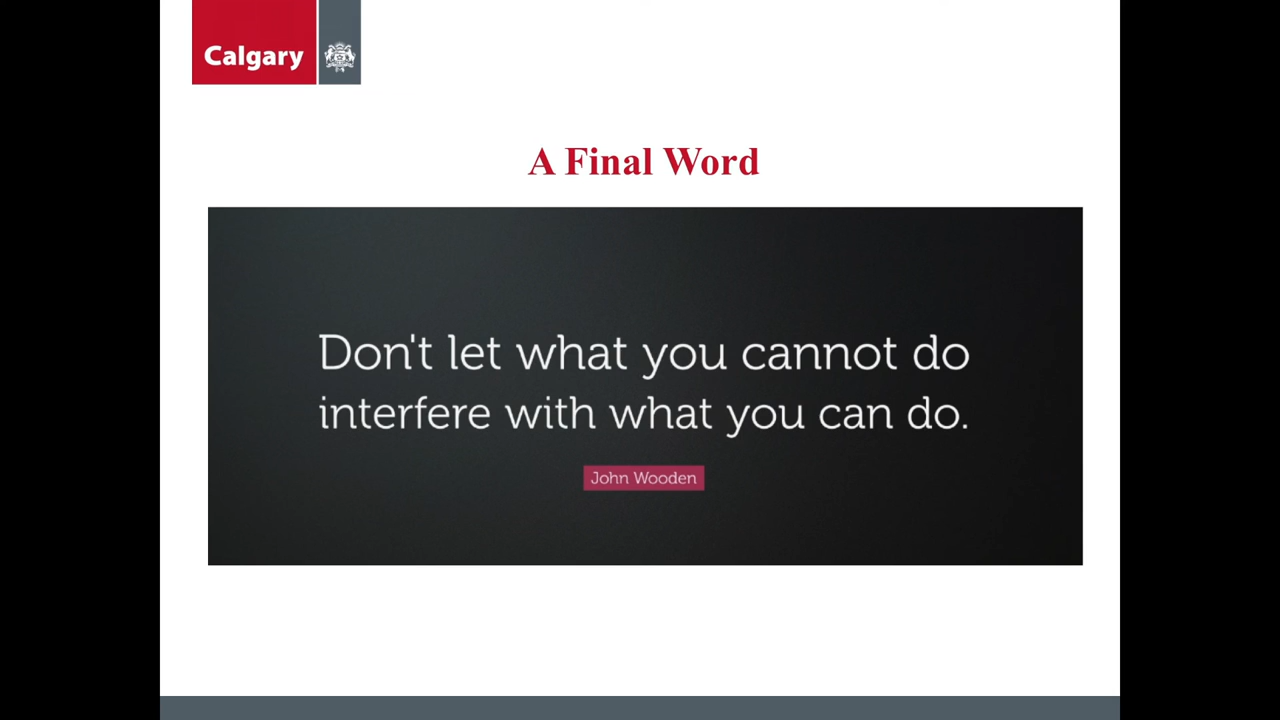 Calgary
A Final Word
Don't let what you cannot do
interfere with what you can do.
John Wooden